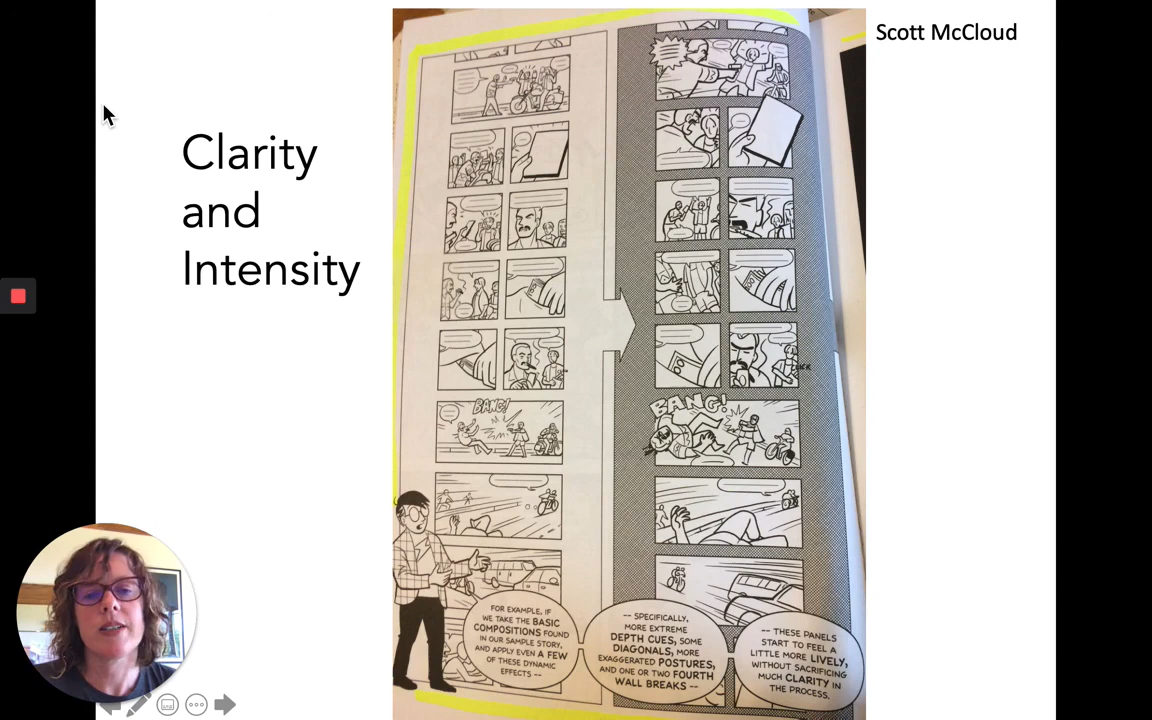 Scott McCloud
Clarity
and
Intensity
BANG!
BANG!
FOR EXAMPLE, IF
WE TAKE THE BASIC
COMPOSITIONS FOUND
IN OUR SAMPLE STORY,
AND APPLY EVEN A FEW
OF THESE DYNAMIC
EFFECTS --
-- SPECIFICALLY,
MORE EXTREME
DEPTH CUES, SOME
DIAGONALS, MORE
EXAGGERATED POSTURES,
AND ONE OR TWO FOURTH
WALL BREAKS --
-- THESE PANELS
START TO FEEL A
LITTLE MORE LIVELY,
WITHOUT SACRIFICING
MUCH CLARITY IN
THE PROCESS.